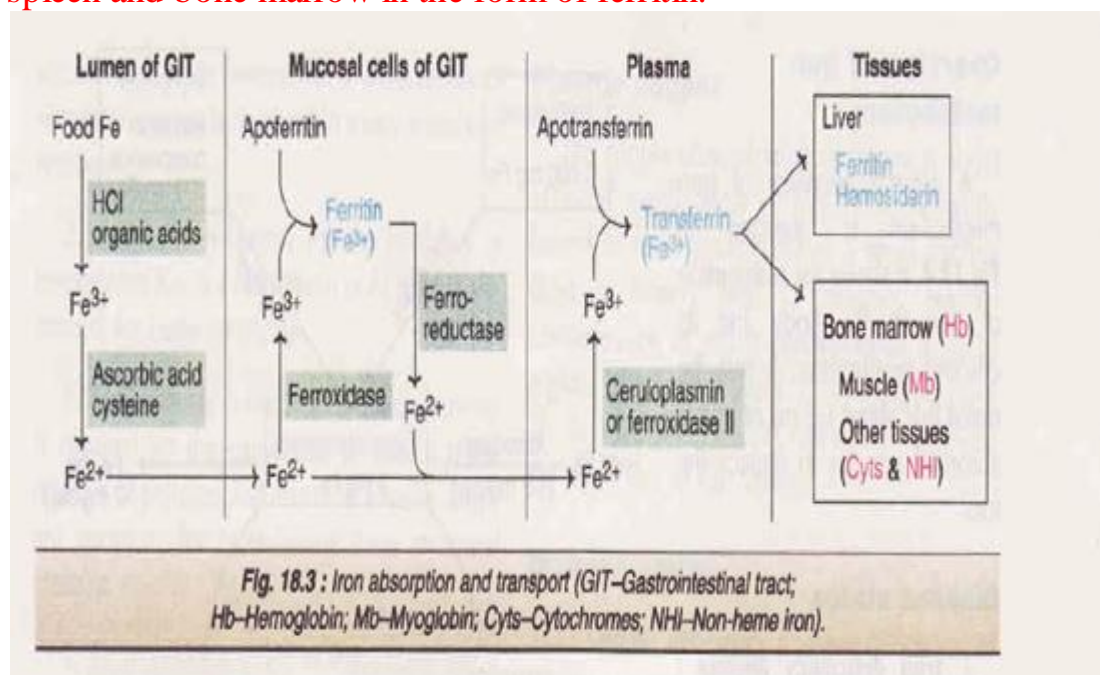 spleen and bone marrow in the form of ferritin.
Lumen of GIT
Mucosal cells of GIT
Plasma
Tissues
Food Fe
HCl
organic acids
Fe3+
Ascorbic acid
cysteine
Fe2+
Apoferritin
Ferritin
(Fe3+)
Fe3+
Ferroxidase
Fe2+
Ferro-
reductase
Fe2+
Apotransferrin
Transferrin
(Fe3+)
Fe3+
Ceruloplasmin
or ferroxidase II
Fe2+
Liver
Ferritin
Hemosiderin
Bone marrow (Hb)
Muscle (Mb)
Other tissues
(Cyts & NHI)
Fig. 18.3 : Iron absorption and transport (GIT–Gastrointestinal tract;
Hb–Hemoglobin; Mb–Myoglobin; Cyts–Cytochromes; NHI–Non-heme iron).